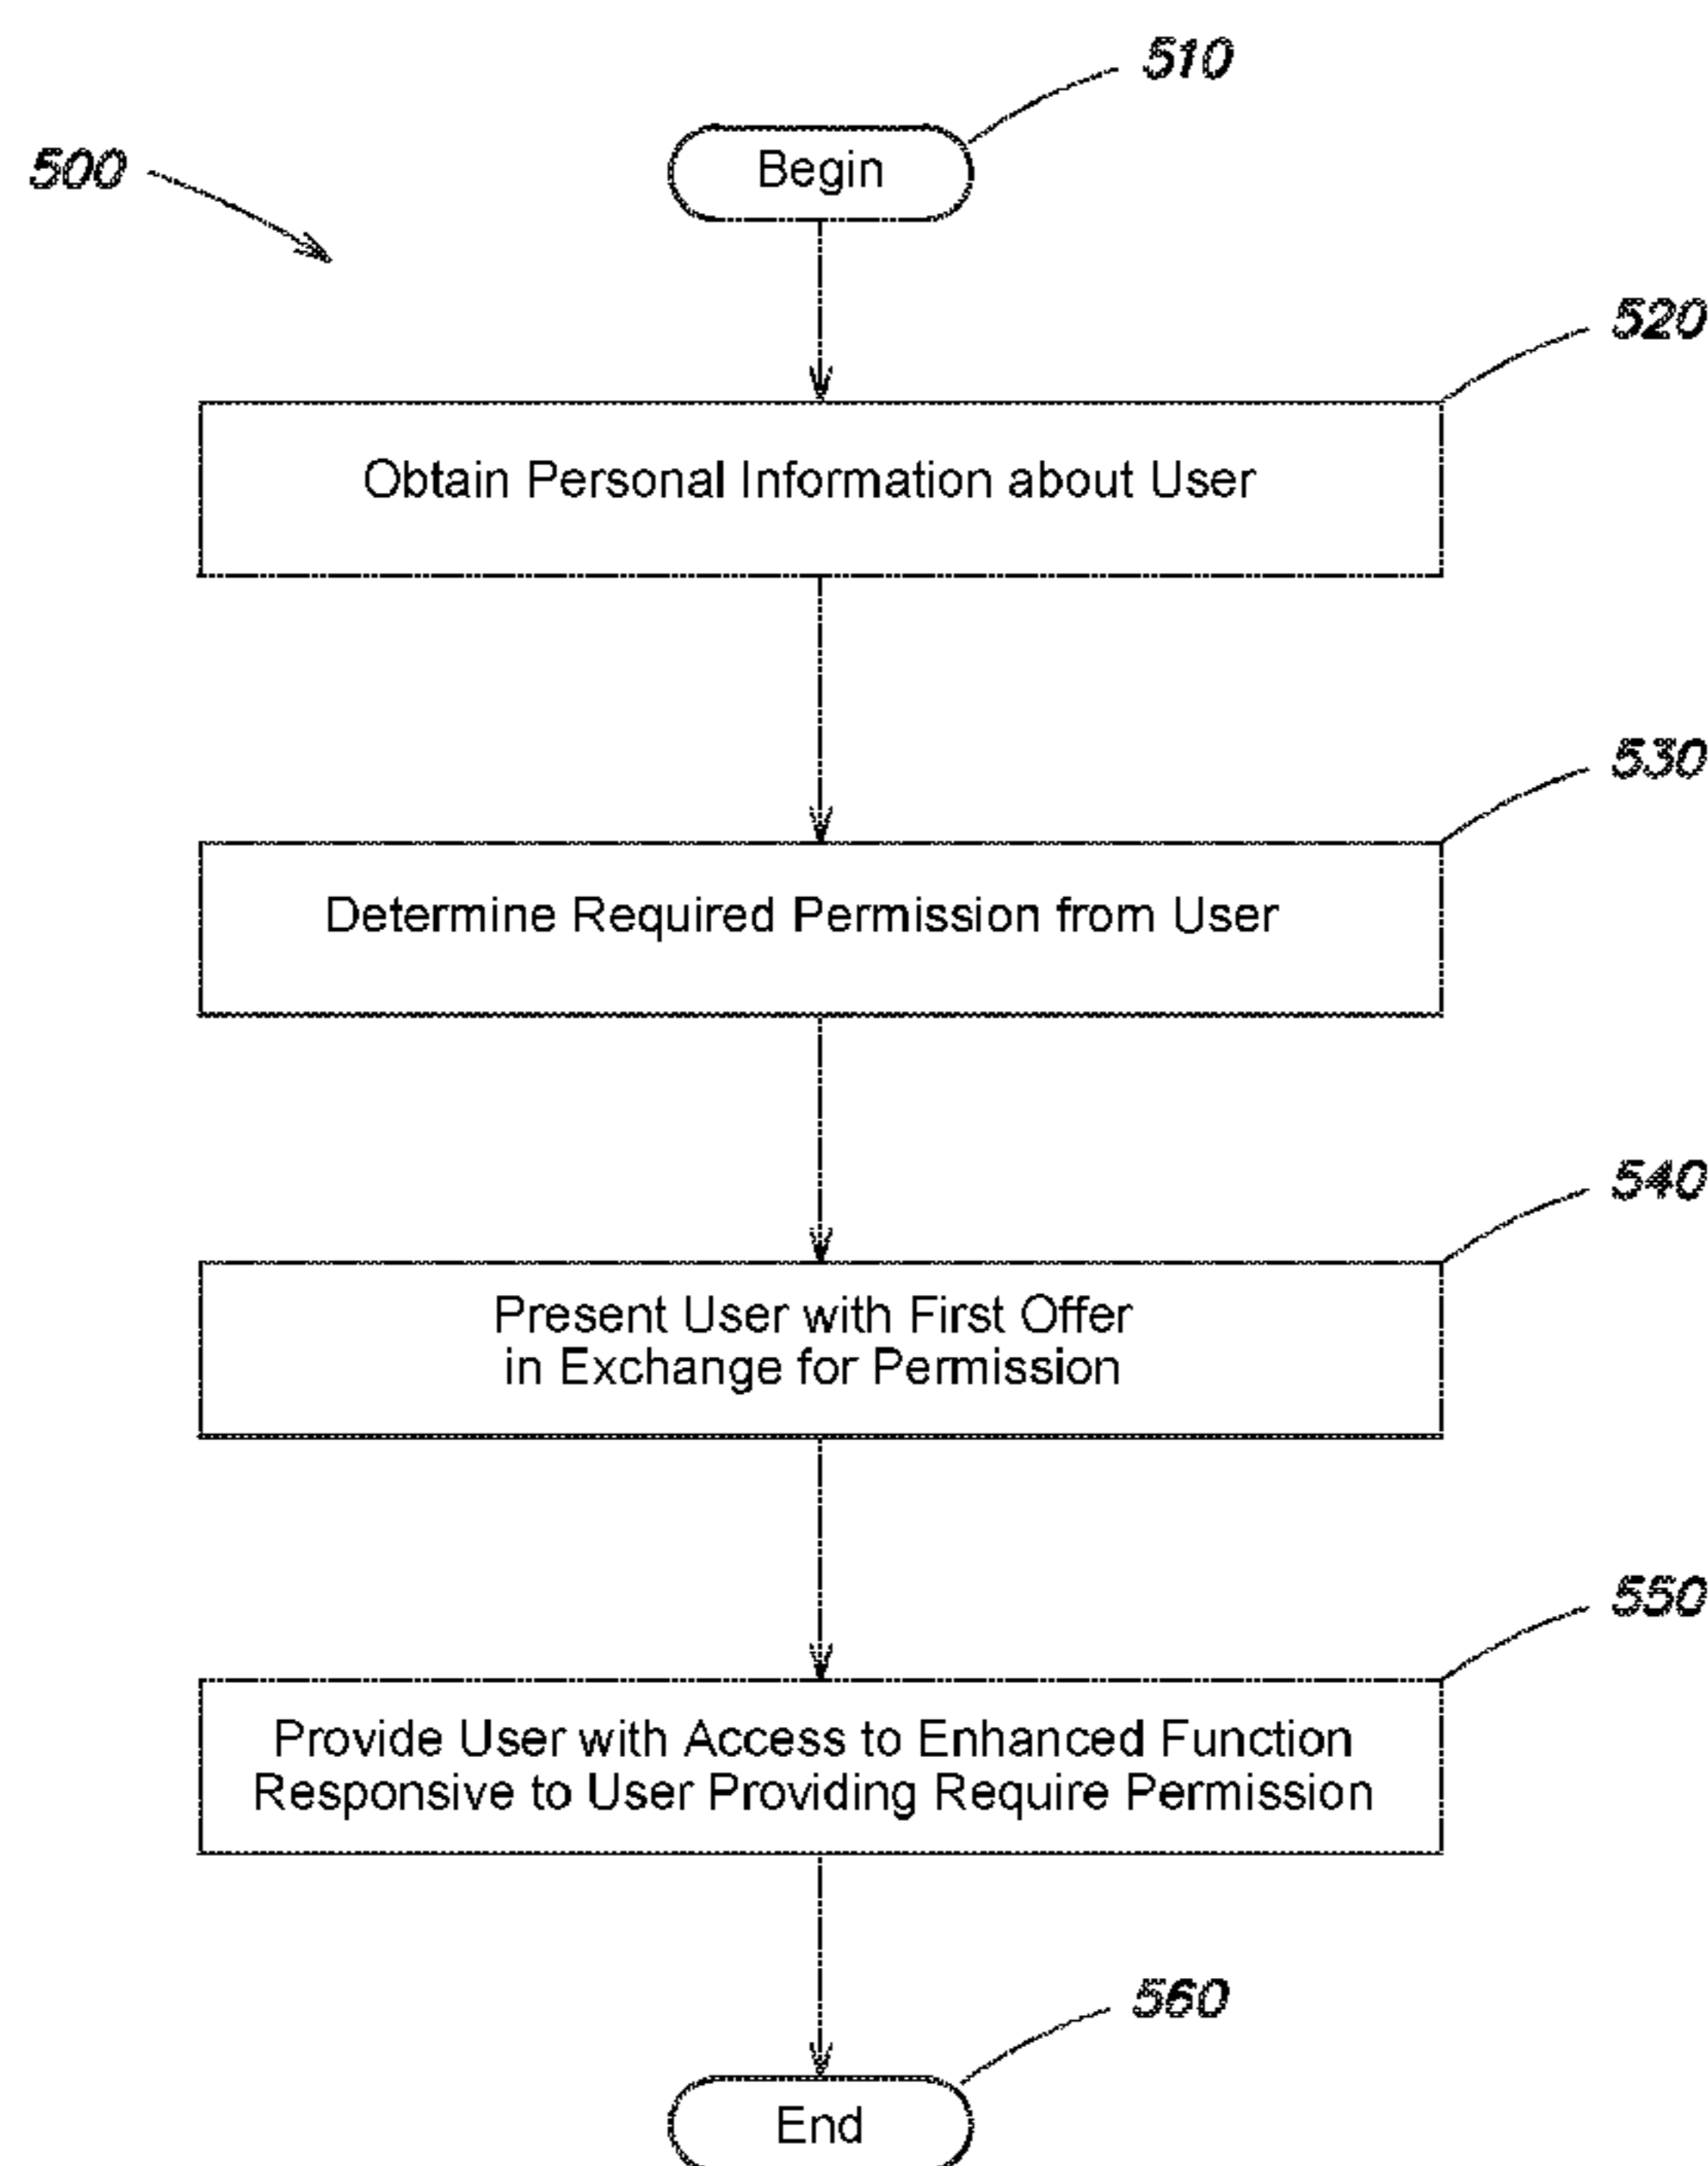 510
500
Begin
520
Obtain Personal Information about User
530
Determine Required Permission from User
540
Present User with First Offer
in Exchange for Permission
550
Provide User with Access to Enhanced Function
Responsive to User Providing Require Permission
560
End